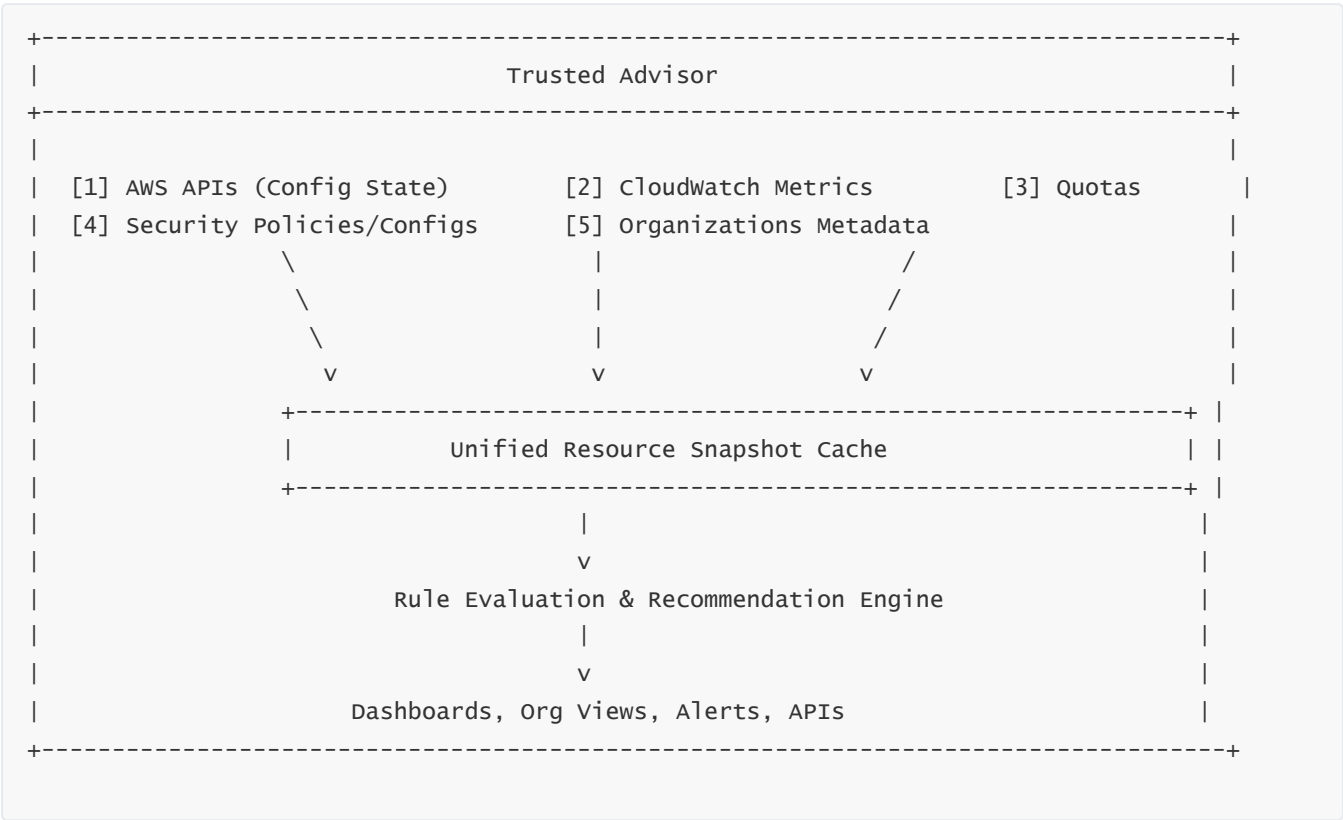 Trusted Advisor
[1] AWS APIs (Config State) [2] CloudWatch Metrics [3] Quotas
[4] Security Policies/Configs [5] Organizations Metadata
Unified Resource Snapshot Cache
Rule Evaluation & Recommendation Engine
Dashboards, Org Views, Alerts, APIs